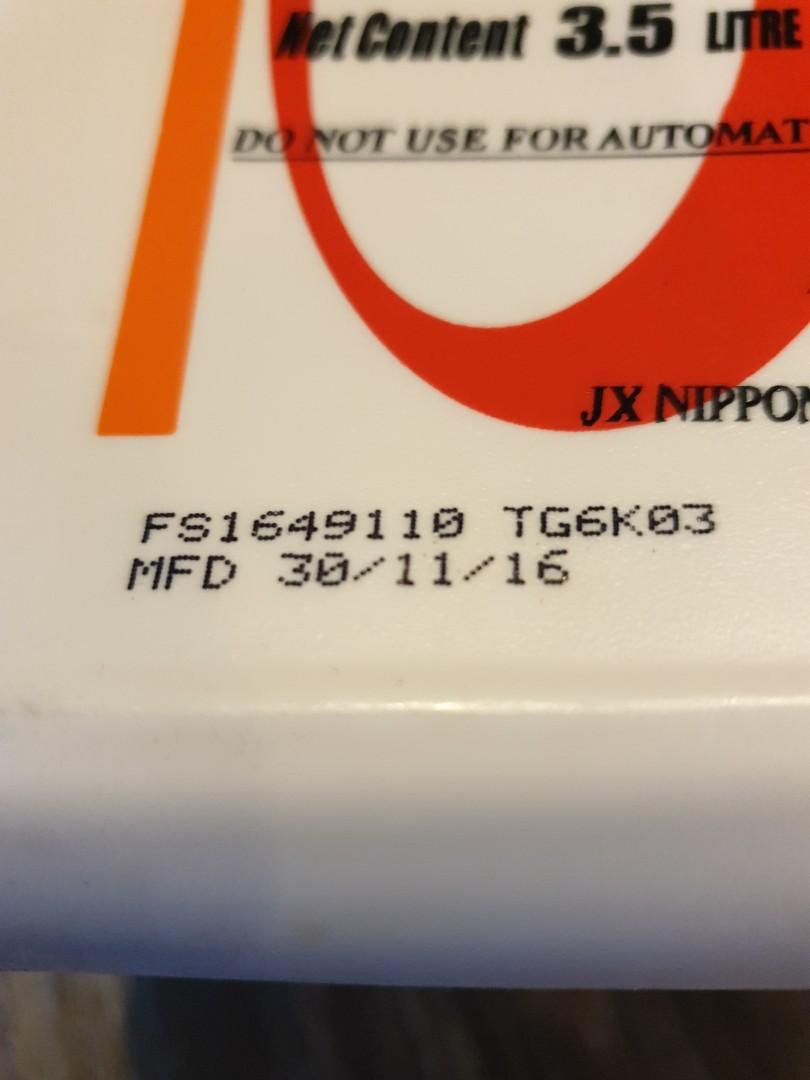 Net Content 3.5 LITRE
DO NOT USE FOR AUTOMAT
JX NIPPON
FS1649110 TG6K03
MFD 30/11/16